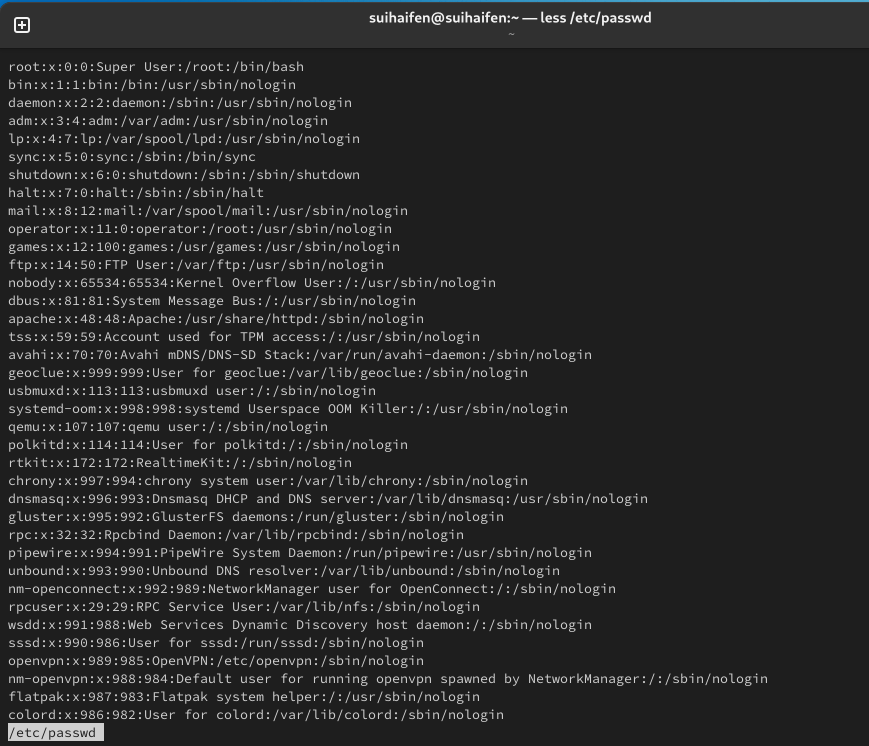 suihaifen@suihaifen:~ — less /etc/passwd
~
root:x:0:0:Super User:/root:/bin/bash
bin:x:1:1:bin:/bin:/usr/sbin/nologin
daemon:x:2:2:daemon:/sbin:/usr/sbin/nologin
adm:x:3:4:adm:/var/adm:/usr/sbin/nologin
lp:x:4:7:lp:/var/spool/lpd:/usr/sbin/nologin
sync:x:5:0:sync:/sbin:/bin/sync
shutdown:x:6:0:shutdown:/sbin:/sbin/shutdown
halt:x:7:0:halt:/sbin:/sbin/halt
mail:x:8:12:mail:/var/spool/mail:/usr/sbin/nologin
operator:x:11:0:operator:/root:/usr/sbin/nologin
games:x:12:100:games:/usr/games:/usr/sbin/nologin
ftp:x:14:50:FTP User:/var/ftp:/usr/sbin/nologin
nobody:x:65534:65534:Kernel Overflow User:/:/usr/sbin/nologin
dbus:x:81:81:System Message Bus:/:/usr/sbin/nologin
apache:x:48:48:Apache:/usr/share/httpd:/sbin/nologin
tss:x:59:59:Account used for TPM access:/:/usr/sbin/nologin
avahi:x:70:70:Avahi mDNS/DNS-SD Stack:/var/run/avahi-daemon:/sbin/nologin
geoclue:x:999:999:User for geoclue:/var/lib/geoclue:/sbin/nologin
usbmuxd:x:113:113:usbmuxd user:/:/sbin/nologin
systemd-oom:x:998:998:systemd Userspace OOM Killer:/:/usr/sbin/nologin
qemu:x:107:107:qemu user:/:/sbin/nologin
polkitd:x:114:114:User for polkitd:/:/sbin/nologin
rtkit:x:172:172:RealtimeKit:/:/sbin/nologin
chrony:x:997:994:chrony system user:/var/lib/chrony:/sbin/nologin
dnsmasq:x:996:993:Dnsmasq DHCP and DNS server:/var/lib/dnsmasq:/usr/sbin/nologin
gluster:x:995:992:GlusterFS daemons:/run/gluster:/sbin/nologin
rpc:x:32:32:Rpcbind Daemon:/var/lib/rpcbind:/sbin/nologin
pipewire:x:994:991:PipeWire System Daemon:/run/pipewire:/usr/sbin/nologin
unbound:x:993:990:Unbound DNS resolver:/var/lib/unbound:/sbin/nologin
nm-openconnect:x:992:989:NetworkManager user for OpenConnect:/:/sbin/nologin
rpcuser:x:29:29:RPC Service User:/var/lib/nfs:/sbin/nologin
wsdd:x:991:988:Web Services Dynamic Discovery host daemon:/:/sbin/nologin
sssd:x:990:986:User for sssd:/run/sssd:/sbin/nologin
openvpn:x:989:985:OpenVPN:/etc/openvpn:/sbin/nologin
nm-openvpn:x:988:984:Default user for running openvpn spawned by NetworkManager:/:/sbin/nologin
flatpak:x:987:983:Flatpak system helper:/:/usr/sbin/nologin
colord:x:986:982:User for colord:/var/lib/colord:/sbin/nologin
/etc/passwd